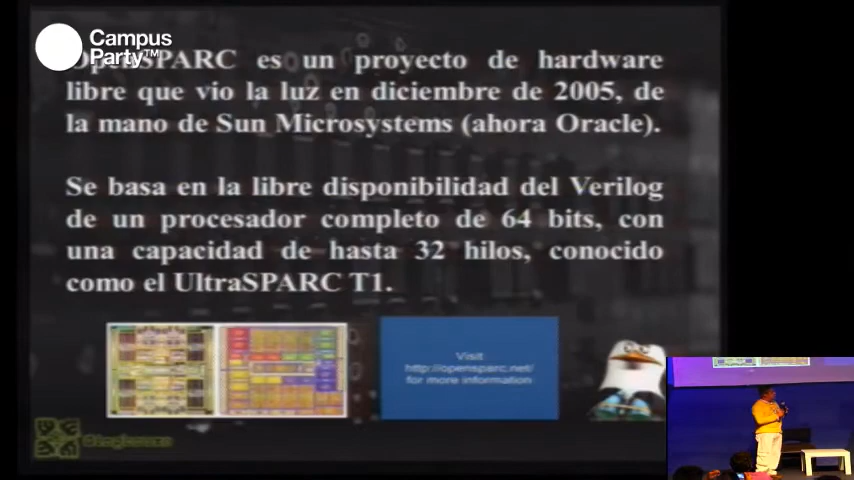 Campus
Party™
OpenSPARC es un proyecto de hardware
libre que vio la luz en diciembre de 2005, de
la mano de Sun Microsystems (ahora Oracle).
Se basa en la libre disponibilidad del Verilog
de un procesador completo de 64 bits, con
una capacidad de hasta 32 hilos, conocido
como el UltraSPARC T1.
Visit
http://opensparc.net/
for more information